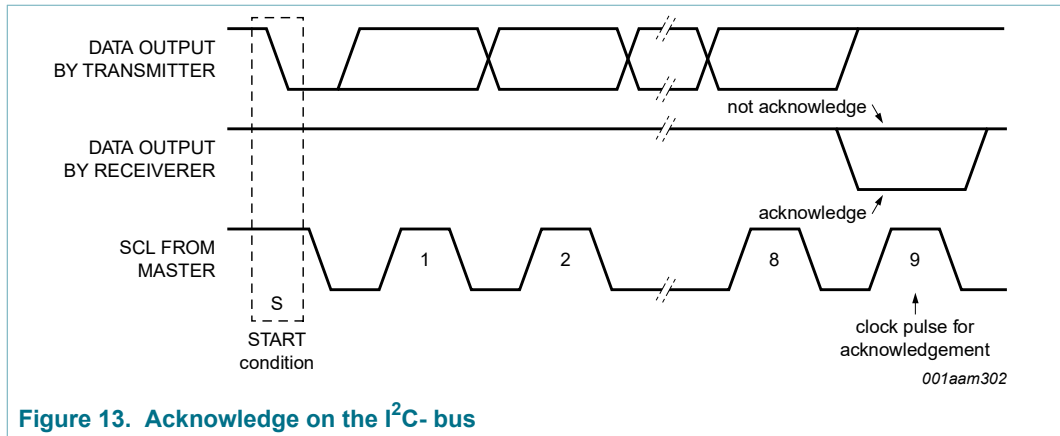 DATA OUTPUT
BY TRANSMITTER
not acknowledge
DATA OUTPUT
BY RECEIVERER
acknowledge
SCL FROM
MASTER
1
2
8
9
S
START
condition
clock pulse for
acknowledgement
001aam302
Figure 13. Acknowledge on the I²C- bus